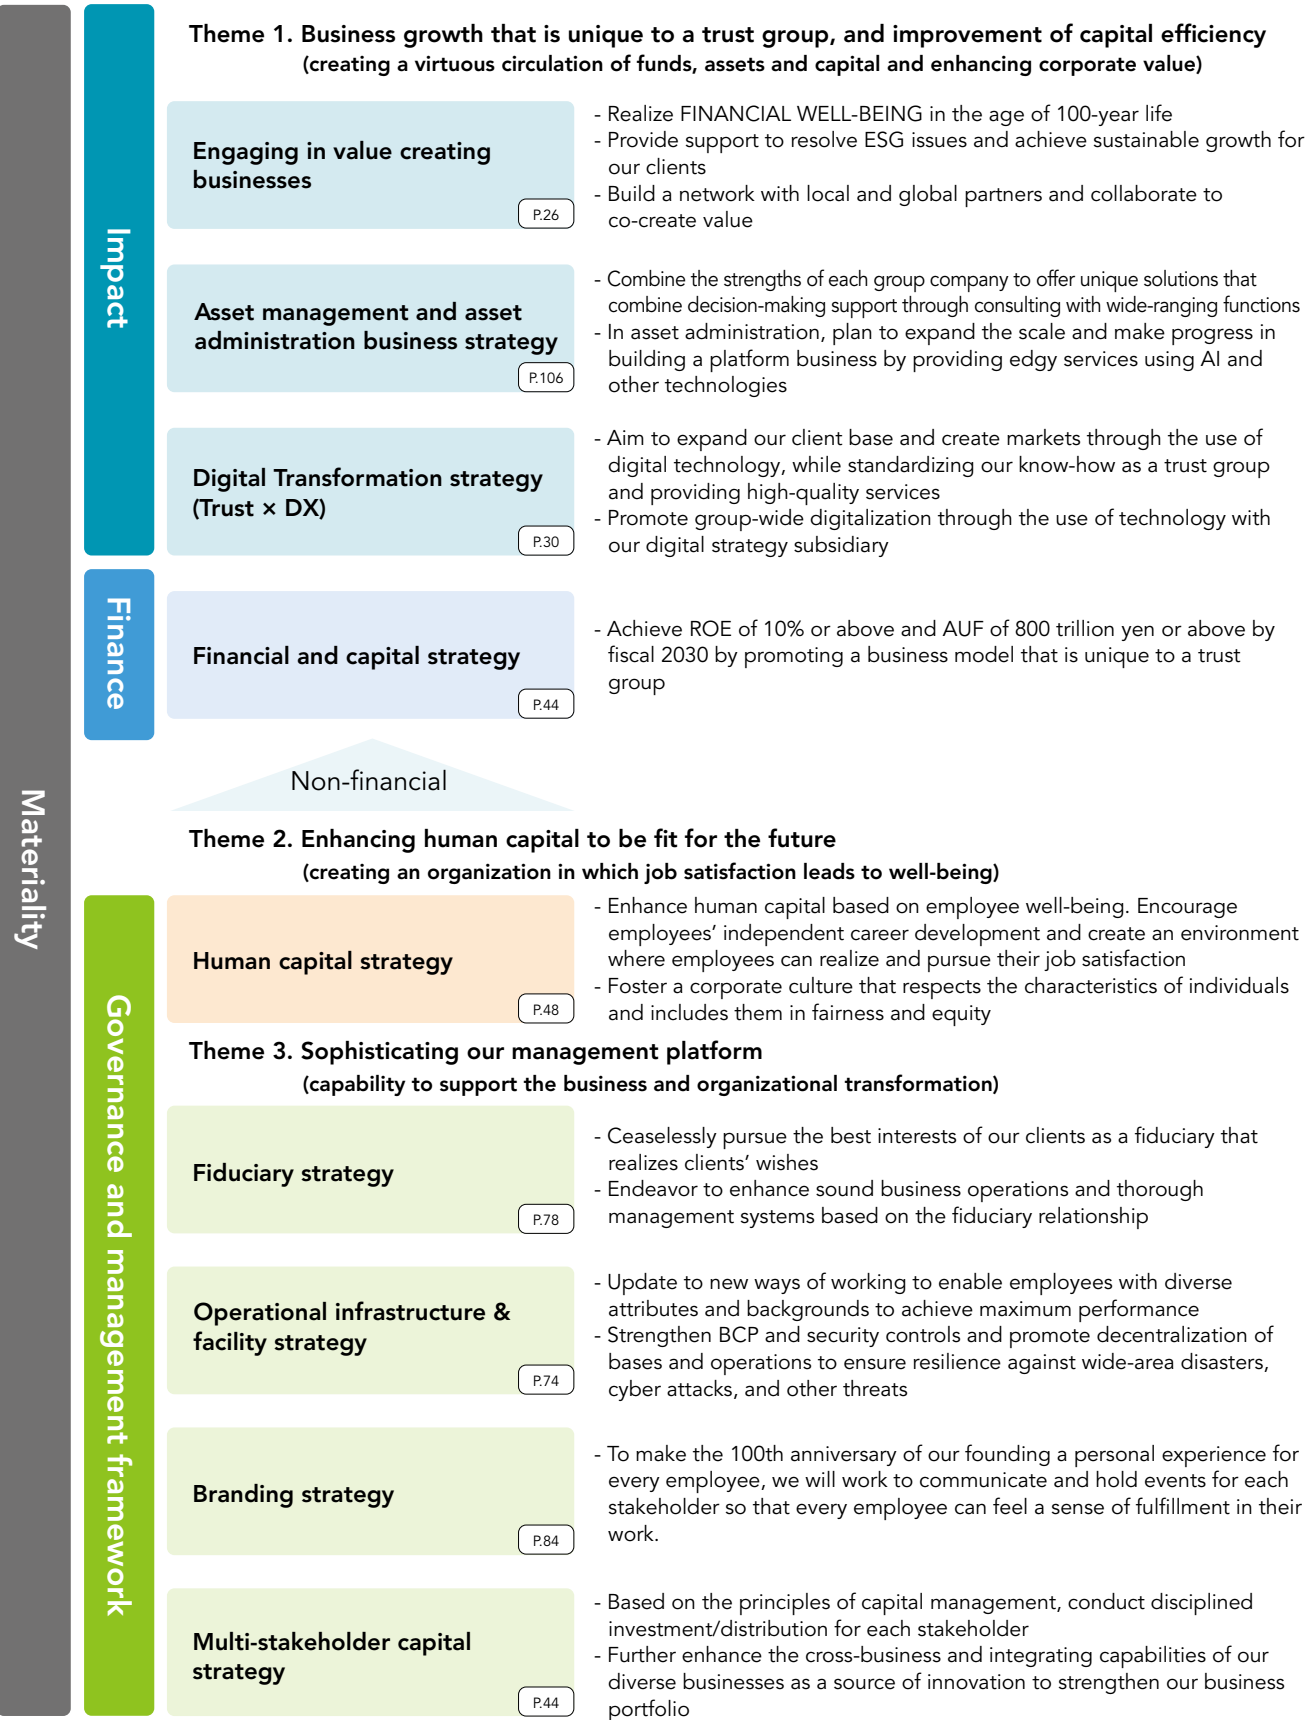 Materiality
Impact
Theme 1. Business growth that is unique to a trust group, and improvement of capital efficiency
(creating a virtuous circulation of funds, assets and capital and enhancing corporate value)
Engaging in value creating
businesses
P.26
- Realize FINANCIAL WELL-BEING in the age of 100-year life
- Provide support to resolve ESG issues and achieve sustainable growth for
our clients
- Build a network with local and global partners and collaborate to
co-create value
Asset management and asset
administration business strategy
P.106
- Combine the strengths of each group company to offer unique solutions that
combine decision-making support through consulting with wide-ranging functions
- In asset administration, plan to expand the scale and make progress in
building a platform business by providing edgy services using AI and
other technologies
Digital Transformation strategy
(Trust × DX)
P.30
- Aim to expand our client base and create markets through the use of
digital technology, while standardizing our know-how as a trust group
and providing high-quality services
- Promote group-wide digitalization through the use of technology with
our digital strategy subsidiary
Finance
Financial and capital strategy
P.44
- Achieve ROE of 10% or above and AUF of 800 trillion yen or above by
fiscal 2030 by promoting a business model that is unique to a trust
group
Non-financial
Theme 2. Enhancing human capital to be fit for the future
(creating an organization in which job satisfaction leads to well-being)
Governance and management framework
Human capital strategy
P.48
- Enhance human capital based on employee well-being. Encourage
employees’ independent career development and create an environment
where employees can realize and pursue their job satisfaction
- Foster a corporate culture that respects the characteristics of individuals
and includes them in fairness and equity
Theme 3. Sophisticating our management platform
(capability to support the business and organizational transformation)
Fiduciary strategy
P.78
- Ceaselessly pursue the best interests of our clients as a fiduciary that
realizes clients’ wishes
- Endeavor to enhance sound business operations and thorough
management systems based on the fiduciary relationship
Operational infrastructure &
facility strategy
P.74
- Update to new ways of working to enable employees with diverse
attributes and backgrounds to achieve maximum performance
- Strengthen BCP and security controls and promote decentralization of
bases and operations to ensure resilience against wide-area disasters,
cyber attacks, and other threats
Branding strategy
P.84
- To make the 100th anniversary of our founding a personal experience for
every employee, we will work to communicate and hold events for each
stakeholder so that every employee can feel a sense of fulfillment in their
work.
Multi-stakeholder capital
strategy
P.44
- Based on the principles of capital management, conduct disciplined
investment/distribution for each stakeholder
- Further enhance the cross-business and integrating capabilities of our
diverse businesses as a source of innovation to strengthen our business
portfolio